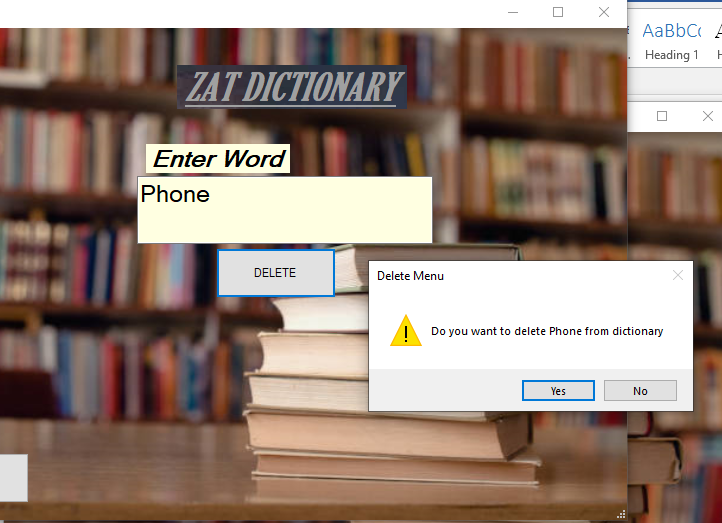 AaBbCc
Heading 1
ZAT DICTIONARY
Enter Word
Phone
DELETE
Delete Menu
Do you want to delete Phone from dictionary
Yes
No